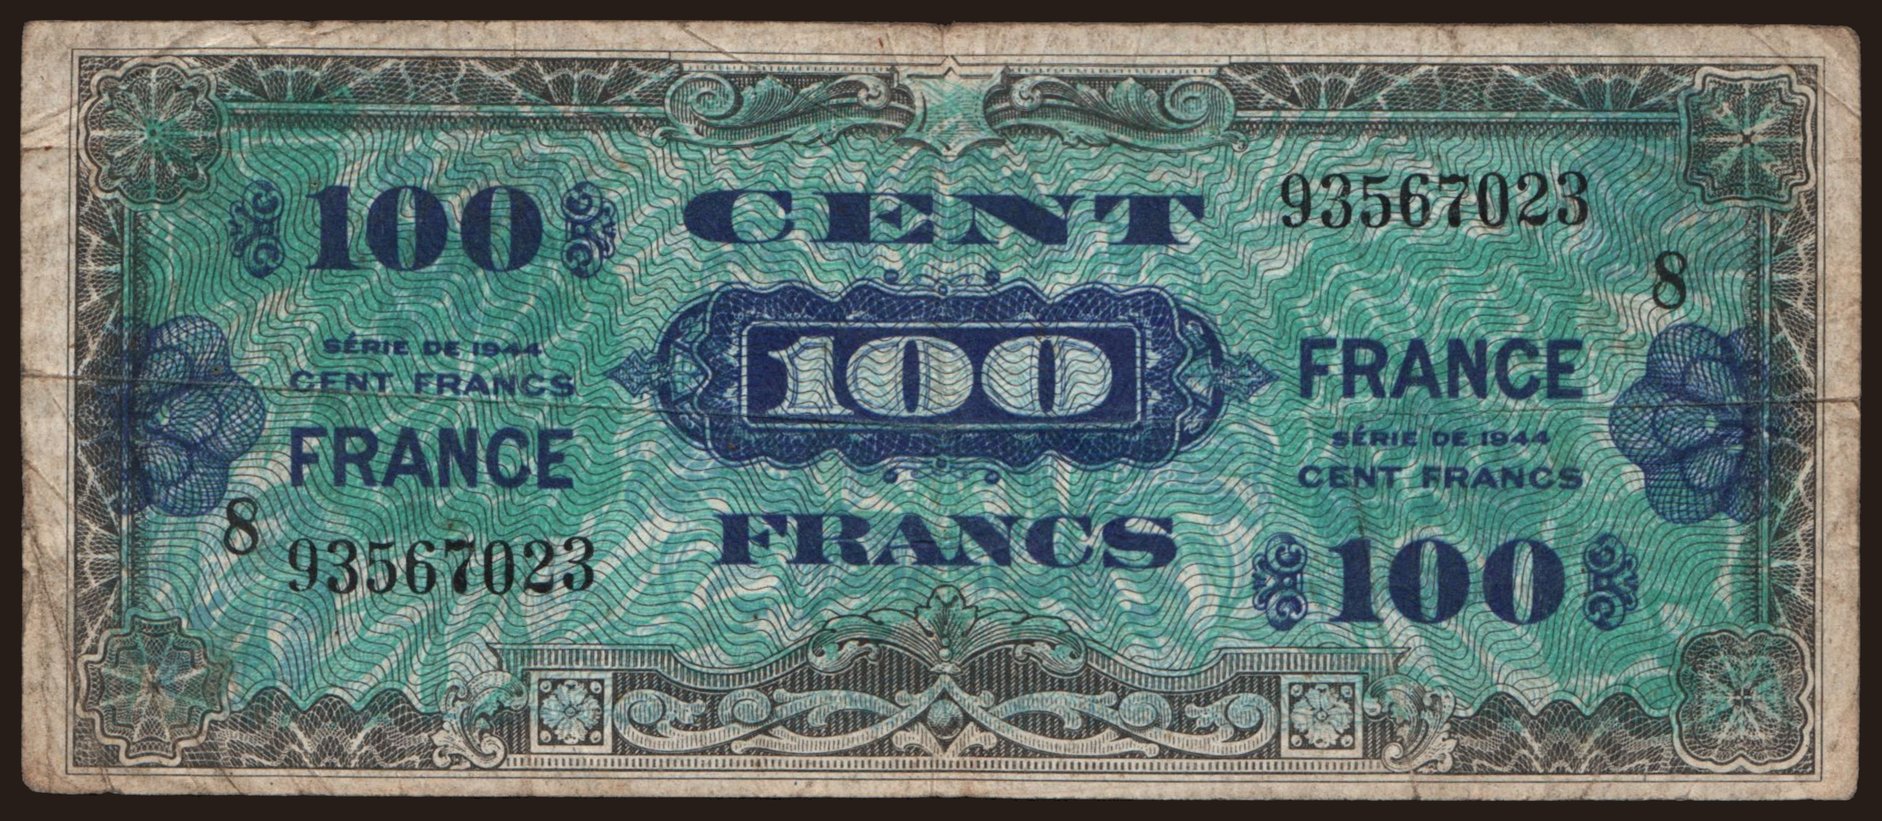 100 CENT 93567023
8
SÉRIE DE 1944
CENT FRANCS
FRANCE
100
FRANCE
SÉRIE DE 1944
CENT FRANCS
8
93567023
FRANCS
100